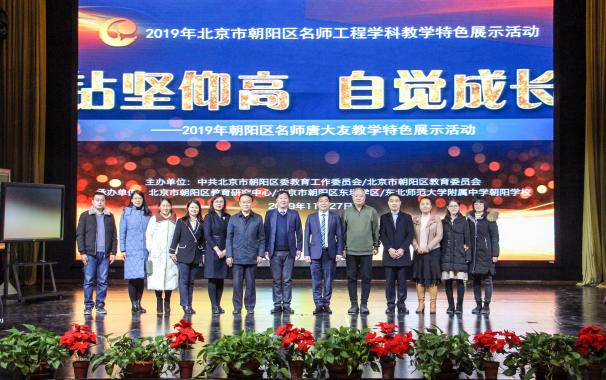 2019年北京市朝阳区名师工程学科教学特色展示活动
钻坚仰高 自觉成长
——2019年朝阳区名师唐大友教学特色展示活动
主办单位：中共北京市朝阳区委教育工作委员会/北京市朝阳区教育委员会
承办单位：北京市朝阳区教育研究中心/北京市朝阳区东坝学区/东北师范大学附属中学朝阳学校
2019年11月27日